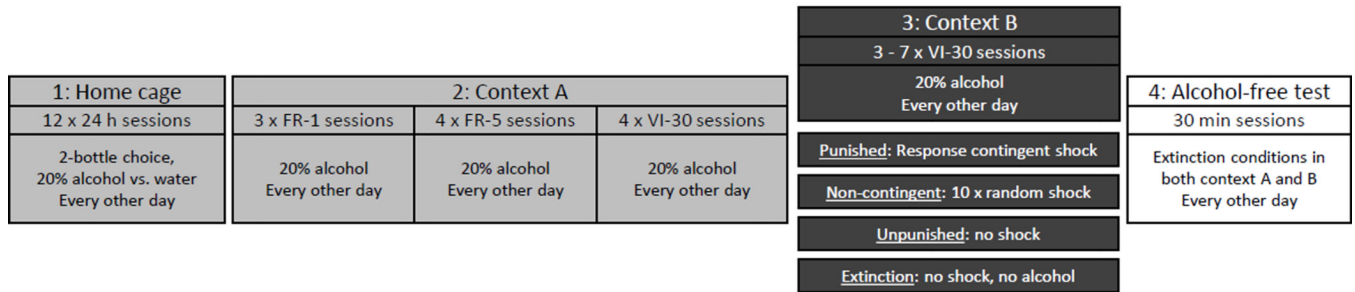 1: Home cage
12 x 24 h sessions
2-bottle choice,
20% alcohol vs. water
Every other day
2: Context A
3 x FR-1 sessions
20% alcohol
Every other day
4 x FR-5 sessions
20% alcohol
Every other day
4 x VI-30 sessions
20% alcohol
Every other day
3: Context B
3 - 7 x VI-30 sessions
20% alcohol
Every other day
Punished: Response contingent shock
Non-contingent: 10 x random shock
Unpunished: no shock
Extinction: no shock, no alcohol
4: Alcohol-free test
30 min sessions
Extinction conditions in
both context A and B
Every other day